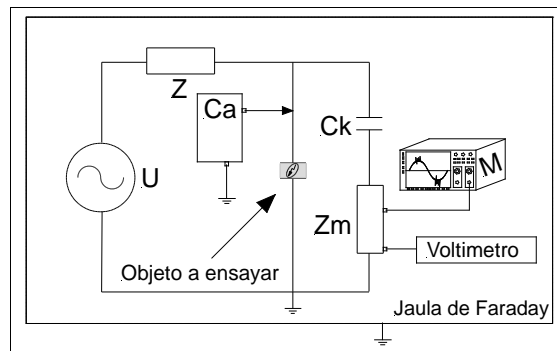 Z
Ca
Ck
U
M
Zm
Voltimetro
Objeto a ensayar
Jaula de Faraday